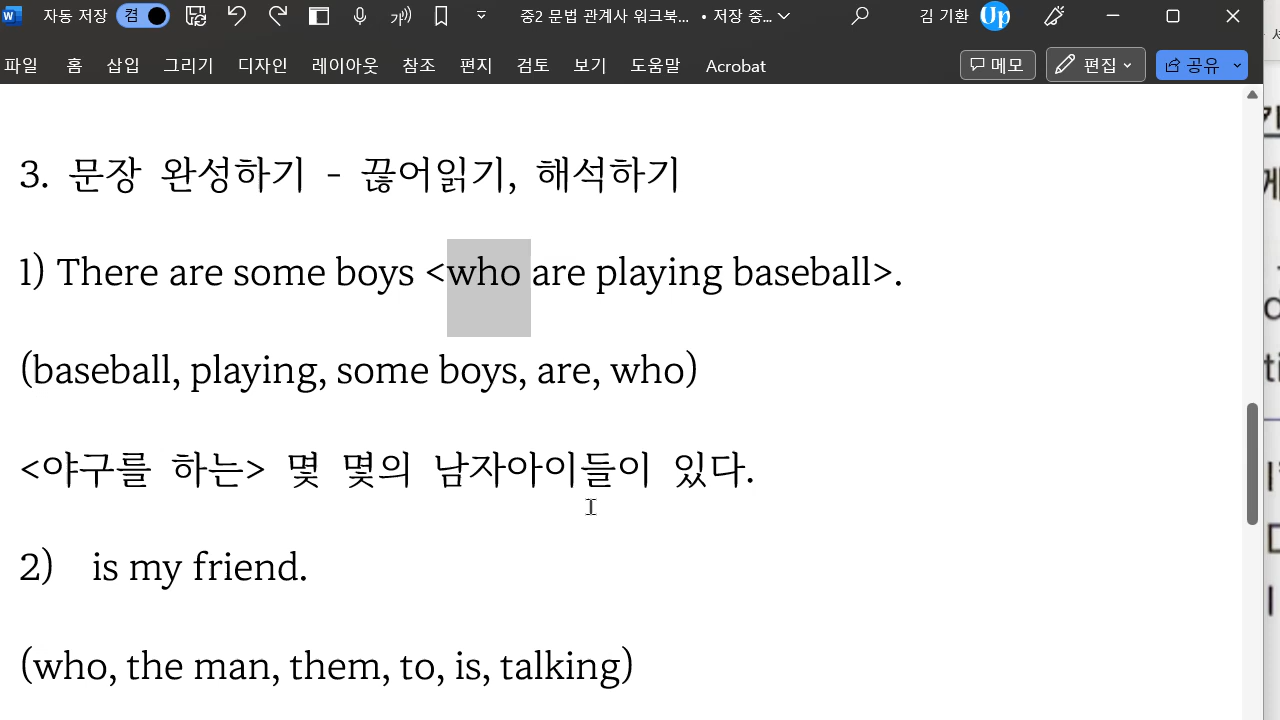 자동 저장 켬 가)) 중2 문법 관계사 워크북... • 저장 중... 김 기환 Up
파일 홈 삽입 그리기 디자인 레이아웃 참조 편지 검토 보기 도움말 Acrobat 메모 편집 공유
3. 문장 완성하기 - 끊어읽기, 해석하기
1) There are some boys <who are playing baseball>.
(baseball, playing, some boys, are, who)
<야구를 하는> 몇 몇의 남자아이들이 있다.
2) is my friend.
(who, the man, them, to, is, talking)